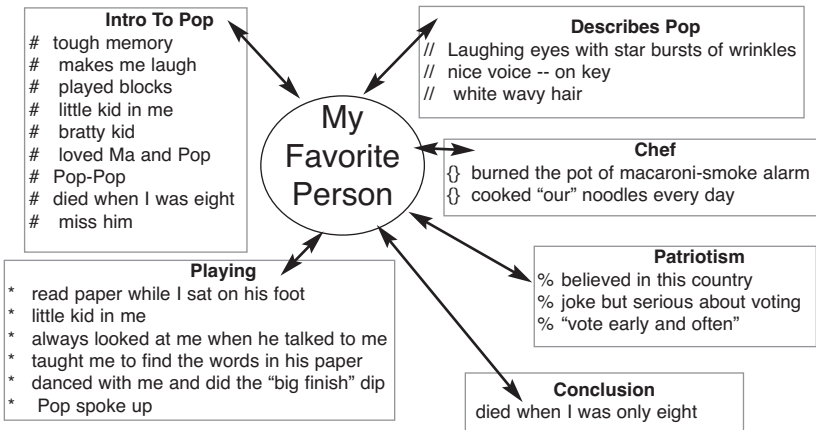 Intro To Pop
# tough memory
# makes me laugh
# played blocks
# little kid in me
# bratty kid
# loved Ma and Pop
# Pop-Pop
# died when I was eight
# miss him
Describes Pop
// Laughing eyes with star bursts of wrinkles
// nice voice -- on key
// white wavy hair
My
Favorite
Person
Chef
{} burned the pot of macaroni-smoke alarm
{} cooked “our” noodles every day
Patriotism
% believed in this country
% joke but serious about voting
% “vote early and often”
Playing
* read paper while I sat on his foot
* little kid in me
* always looked at me when he talked to me
* taught me to find the words in his paper
* danced with me and did the “big finish” dip
* Pop spoke up
Conclusion
died when I was only eight